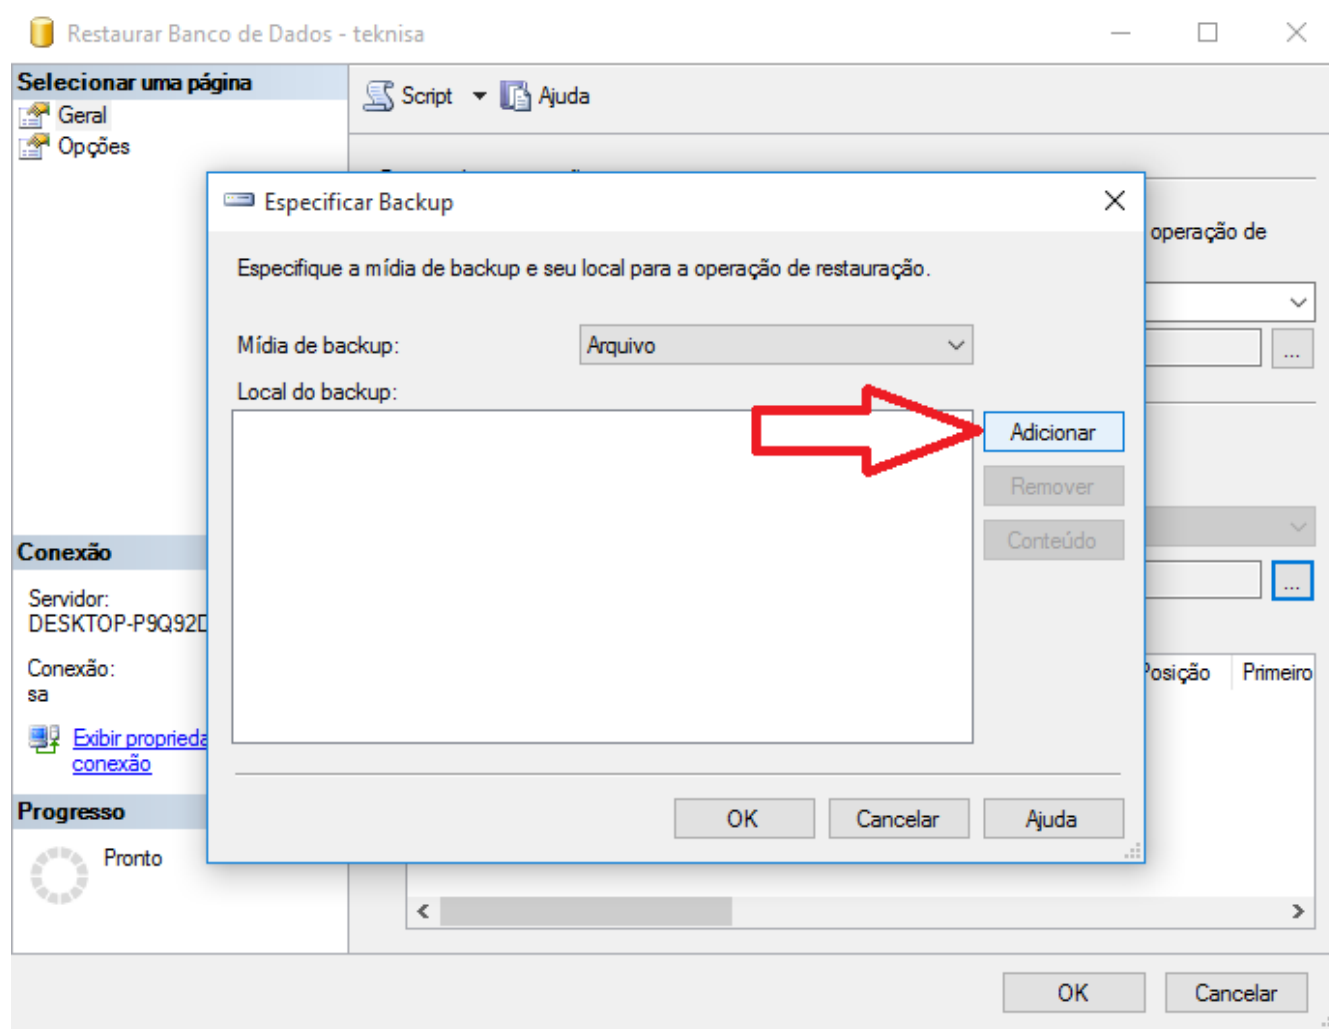 Restaurar Banco de Dados - teknisa
Selecionar uma página
Geral
Opções
Script
Ajuda
operação de
Especificar Backup
Especifique a mídia de backup e seu local para a operação de restauração.
Mídia de backup:
Arquivo
Local do backup:
Adicionar
Remover
Conteúdo
OK
Cancelar
Ajuda
...
...
Conexão
Servidor:
DESKTOP-P9Q92
Conexão:
sa
Exibir proprieda
conexão
Progresso
Pronto
Posição
Primeiro
OK
Cancelar